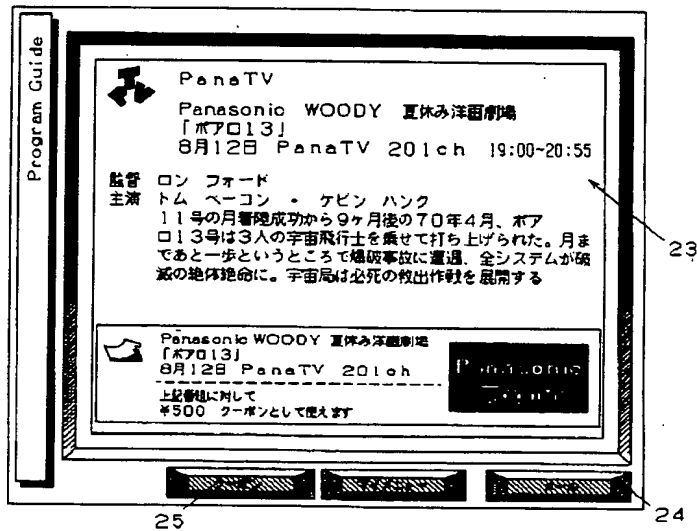 Program Guide
PanaTV
Panasonic WOODY 夏休み洋画劇場
「ポアロ13」
8月12日 PanaTV 201ch 19:00~20:55
監督 ロン フォード
主演 トム ベーコン ・ ケビン ハンク
11号の月着陸成功から9ヶ月後の70年4月、ポア
ロ13号は3人の宇宙飛行士を乗せて打ち上げられた。月ま
であと一歩というところで爆破事故に遭遇、全システムが破
滅の絶体絶命に。宇宙局は必死の救出作戦を展開する
23
Panasonic WOODY 夏休み洋画劇場
「ポアロ13」
8月12日 PanaTV 201ch
上記番組に対して
¥500 クーポンとして使えます
Panasonic
25
24